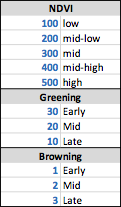 NDVI
100 low
200 mid-low
300 mid
400 mid-high
500 high
Greening
30 Early
20 Mid
10 Late
Browning
1 Early
2 Mid
3 Late